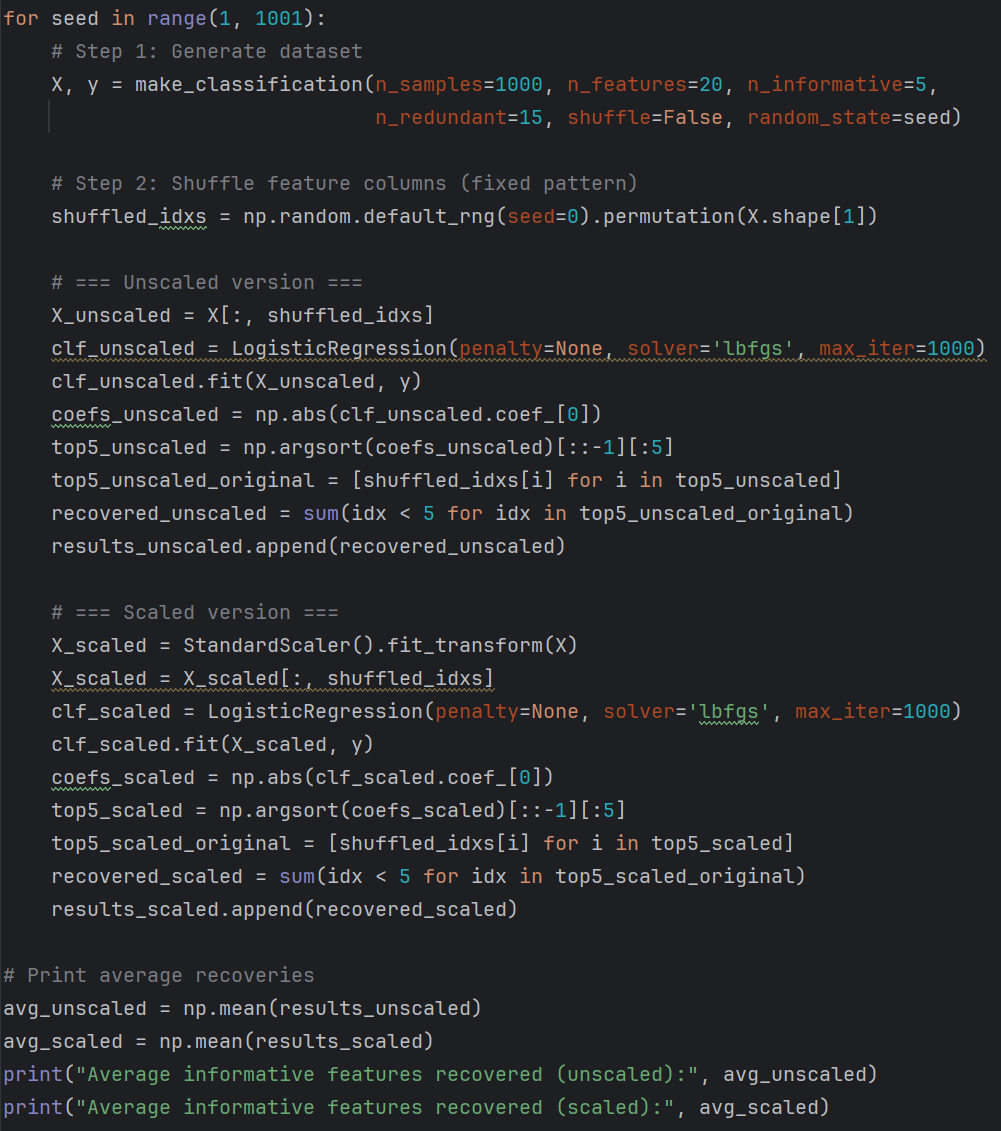 for seed in range(1, 1001):
# Step 1: Generate dataset
X, y = make_classification(n_samples=1000, n_features=20, n_informative=5,
n_redundant=15, shuffle=False, random_state=seed)
# Step 2: Shuffle feature columns (fixed pattern)
shuffled_idxs = np.random.default_rng(seed=0).permutation(X.shape[1])
# === Unscaled version ===
X_unscaled = X[:, shuffled_idxs]
clf_unscaled = LogisticRegression(penalty=None, solver='lbfgs', max_iter=1000)
clf_unscaled.fit(X_unscaled, y)
coefs_unscaled = np.abs(clf_unscaled.coef_[0])
top5_unscaled = np.argsort(coefs_unscaled)[::-1][:5]
top5_unscaled_original = [shuffled_idxs[i] for i in top5_unscaled]
recovered_unscaled = sum(idx < 5 for idx in top5_unscaled_original)
results_unscaled.append(recovered_unscaled)
# === Scaled version ===
X_scaled = StandardScaler().fit_transform(X)
X_scaled = X_scaled[:, shuffled_idxs]
clf_scaled = LogisticRegression(penalty=None, solver='lbfgs', max_iter=1000)
clf_scaled.fit(X_scaled, y)
coefs_scaled = np.abs(clf_scaled.coef_[0])
top5_scaled = np.argsort(coefs_scaled)[::-1][:5]
top5_scaled_original = [shuffled_idxs[i] for i in top5_scaled]
recovered_scaled = sum(idx < 5 for idx in top5_scaled_original)
results_scaled.append(recovered_scaled)
# Print average recoveries
avg_unscaled = np.mean(results_unscaled)
avg_scaled = np.mean(results_scaled)
print("Average informative features recovered (unscaled):", avg_unscaled)
print("Average informative features recovered (scaled):", avg_scaled)